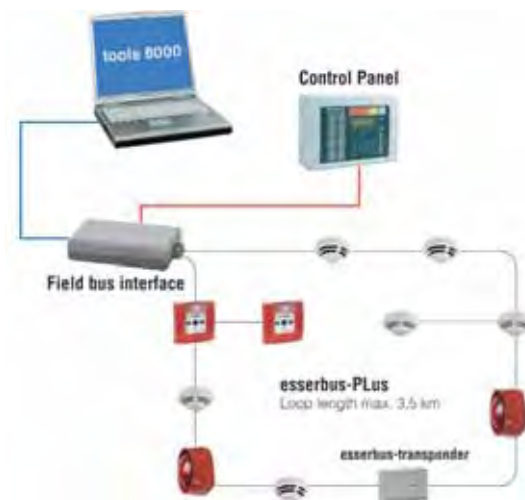 tools 8000
Control Panel
Field bus interface
esserbus-PLus
Loop length max. 3,5 km
esserbus-transponder